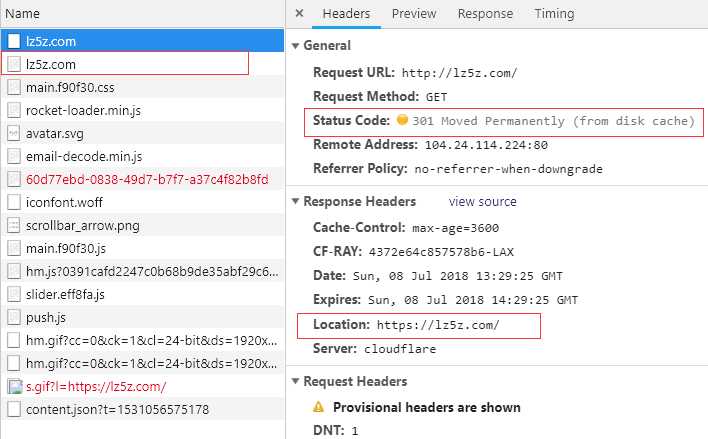 Name
lz5z.com
lz5z.com
main.f90f30.css
rocket-loader.min.js
avatar.svg
email-decode.min.js
60d77ebd-0838-49d7-b7f7-a37c4f82b8fd
iconfont.woff
scrollbar_arrow.png
main.f90f30.js
hm.js?0391cafd2247c0b68b9de35abf29c6...
slider.eff8fa.js
push.js
hm.gif?cc=0&ck=1&cl=24-bit&ds=1920x...
hm.gif?cc=0&ck=1&cl=24-bit&ds=1920x...
s.gif?l=https://lz5z.com/
content.json?t=1531056575178
× Headers Preview Response Timing
▼ General
Request URL: http://lz5z.com/
Request Method: GET
Status Code: 301 Moved Permanently (from disk cache)
Remote Address: 104.24.114.224:80
Referrer Policy: no-referrer-when-downgrade
▼ Response Headers view source
Cache-Control: max-age=3600
CF-RAY: 4372e64c857578b6-LAX
Date: Sun, 08 Jul 2018 13:29:25 GMT
Expires: Sun, 08 Jul 2018 14:29:25 GMT
Location: https://lz5z.com/
Server: cloudflare
▼ Request Headers
Provisional headers are shown
DNT: 1